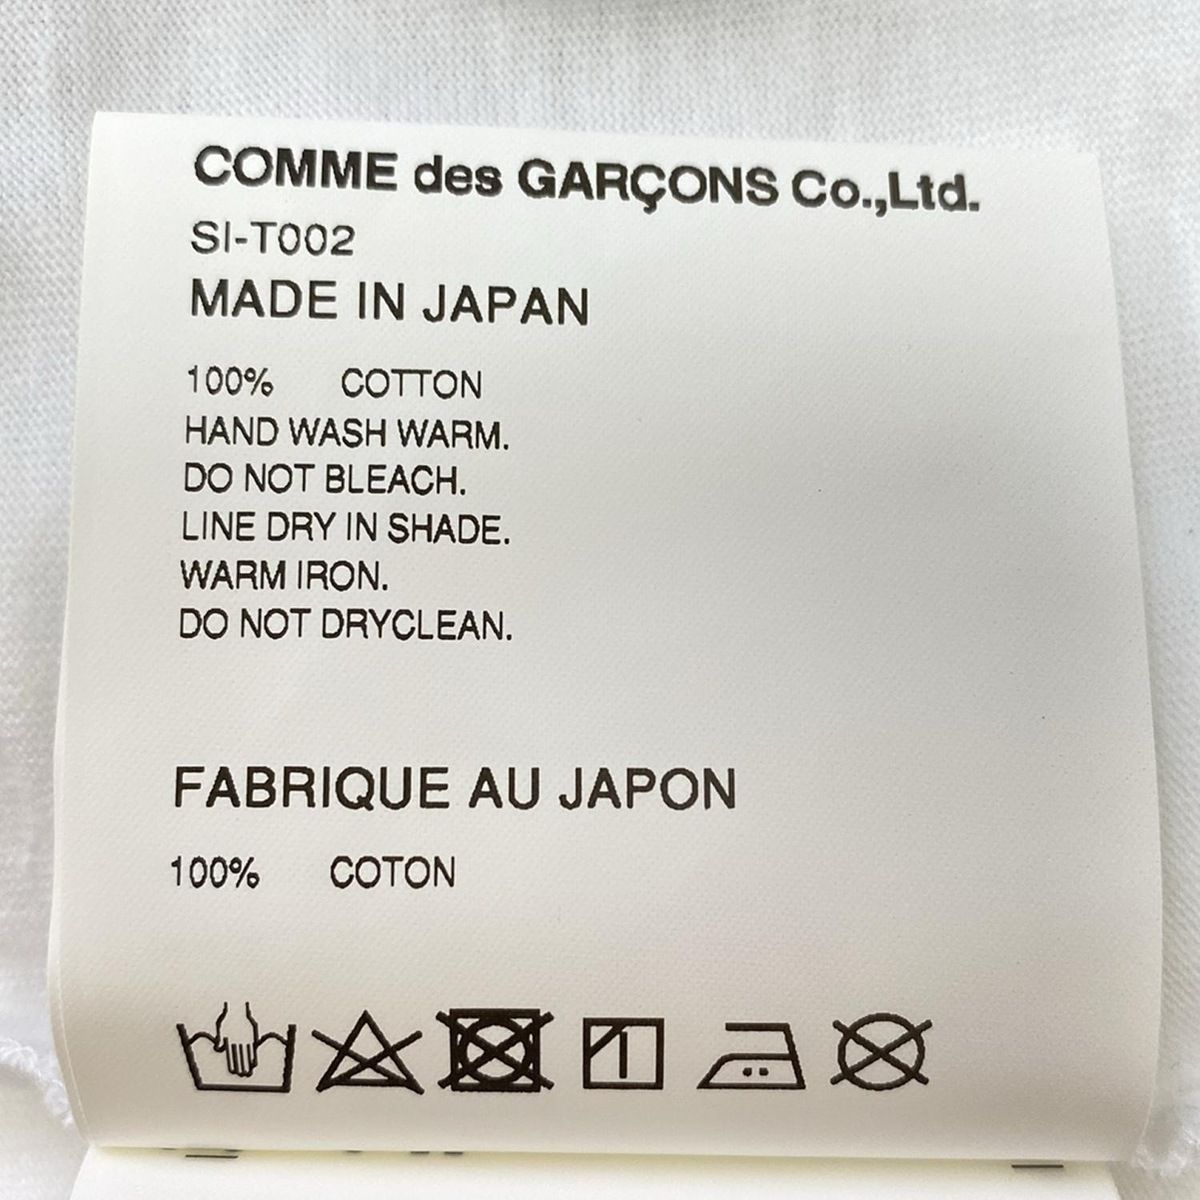 COMME des GARÇONS Co.,Ltd.
SI-T002
MADE IN JAPAN
100% COTTON
HAND WASH WARM.
DO NOT BLEACH.
LINE DRY IN SHADE.
WARM IRON.
DO NOT DRYCLEAN.
FABRIQUE AU JAPON
100% COTON